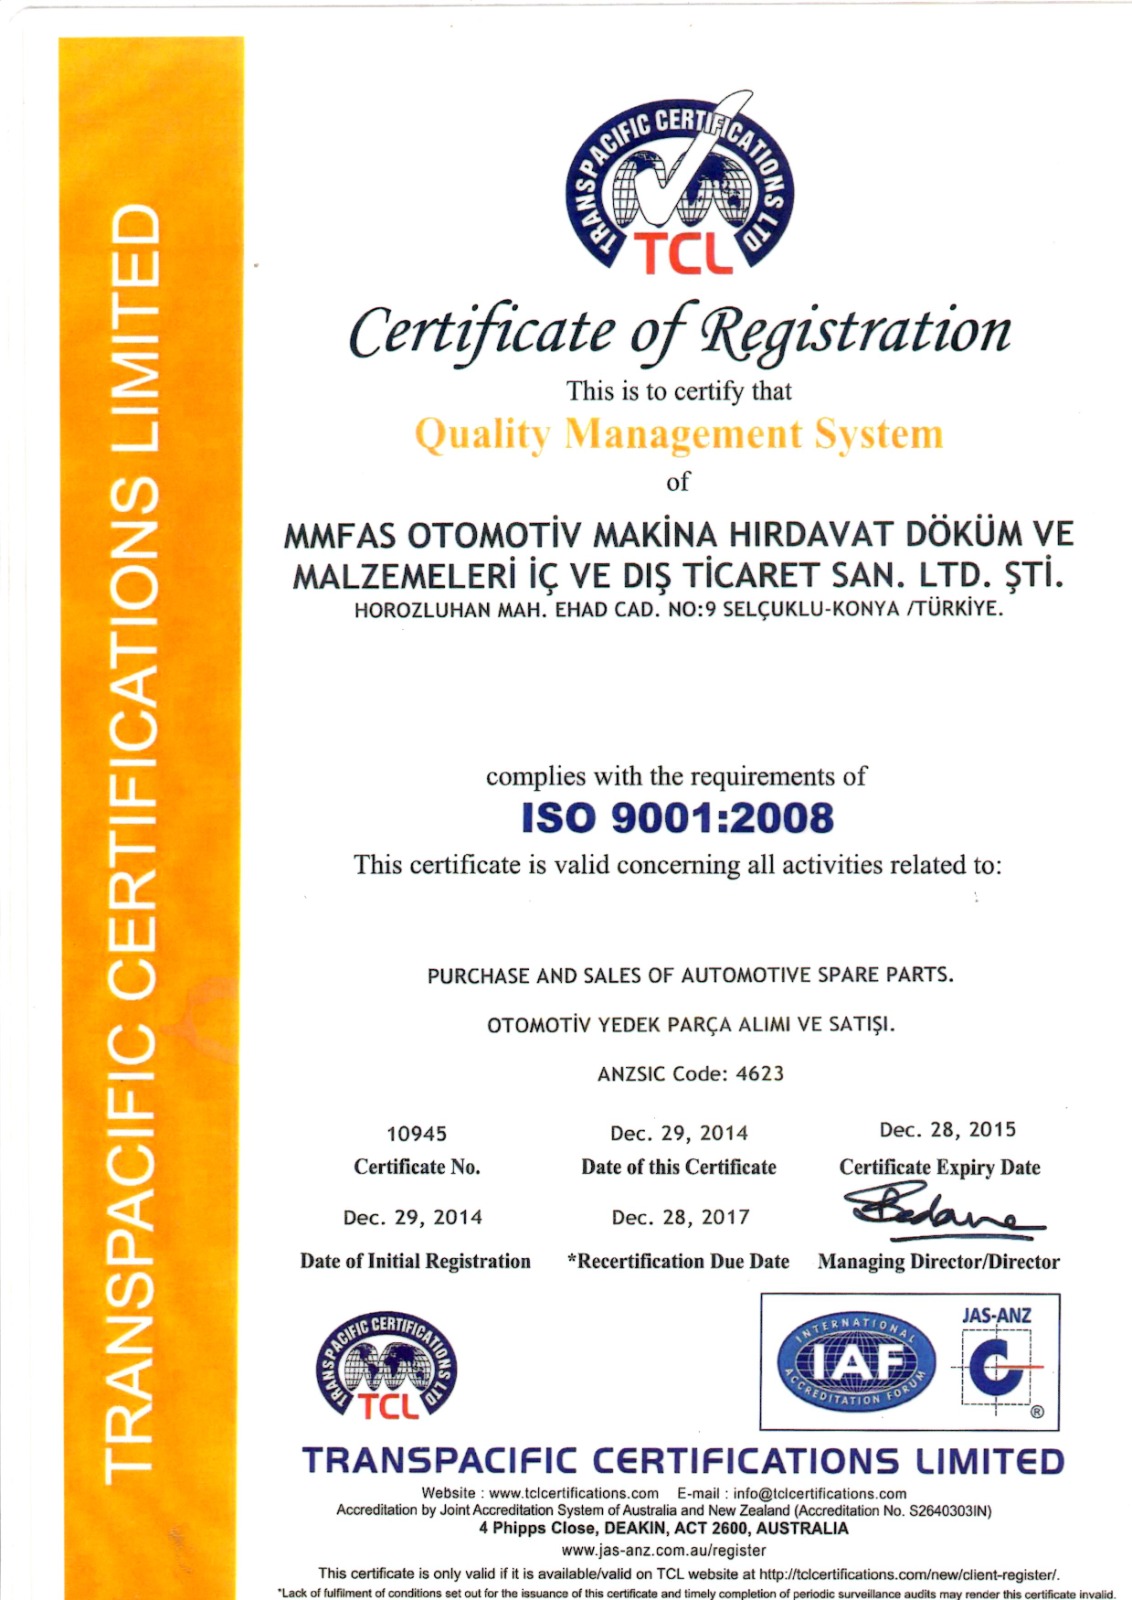 TRANSPACIFIC CERTIFICATIONS LIMITED
TRANSPACIFIC CERTIFICATIONS LTD
TCL
Certificate of Registration
This is to certify that
Quality Management System
of
MMFAS OTOMOTİV MAKİNA HIRDAVAT DÖKÜM VE
MALZEMELERİ İÇ VE DIŞ TİCARET SAN. LTD. ŞTİ.
HOROZLUHAN MAH. EHAD CAD. NO:9 SELÇUKLU-KONYA /TÜRKİYE.
complies with the requirements of
ISO 9001:2008
This certificate is valid concerning all activities related to:
PURCHASE AND SALES OF AUTOMOTIVE SPARE PARTS.
OTOMOTİV YEDEK PARÇA ALIMI VE SATIŞI.
ANZSIC Code: 4623
10945 Dec. 29, 2014 Dec. 28, 2015
Certificate No. Date of this Certificate Certificate Expiry Date
Dec. 29, 2014 Dec. 28, 2017
Date of Initial Registration *Recertification Due Date Managing Director/Director
TRANSPACIFIC CERTIFICATIONS LTD
TCL
INTERNATIONAL
IAF
ACCREDITATION FORUM
JAS-ANZ
®
TRANSPACIFIC CERTIFICATIONS LIMITED
Website : www.tclcertifications.com E-mail : info@tclcertifications.com
Accreditation by Joint Accreditation System of Australia and New Zealand (Accreditation No. S2640303IN)
4 Phipps Close, DEAKIN, ACT 2600, AUSTRALIA
www.jas-anz.com.au/register
This certificate is only valid if it is available/valid on TCL website at http://tclcertifications.com/new/client-register/.
*Lack of fulfilment of conditions set out for the issuance of this certificate and timely completion of periodic surveillance audits may render this certificate invalid.